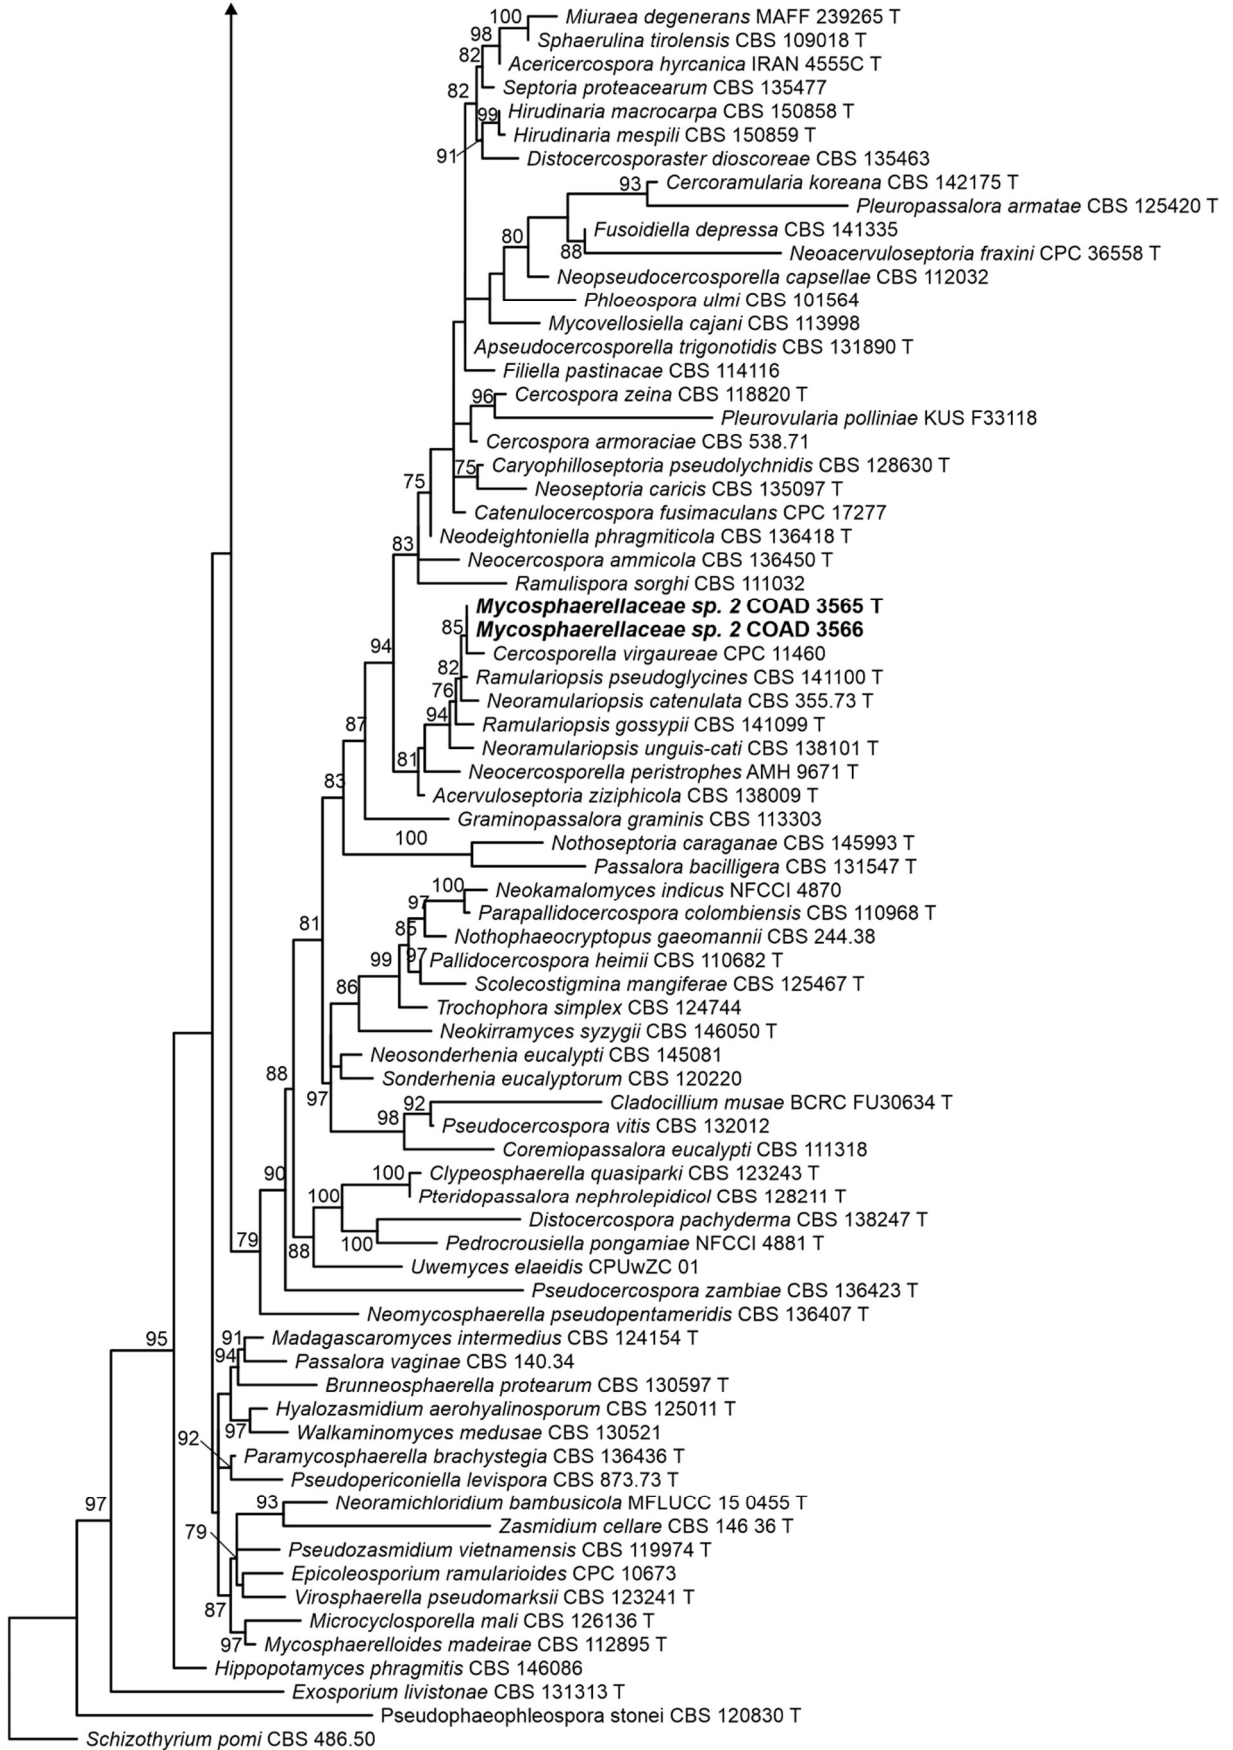 100 Miuraea degenerans MAFF 239265 T
98 Sphaerulina tirolensis CBS 109018 T
82 Acericercospora hyrcanica IRAN 4555C T
82 Septoria proteacearum CBS 135477
99 Hirudinaria macrocarpa CBS 150858 T
Hirudinaria mespili CBS 150859 T
91 Distocercosporaster dioscoreae CBS 135463
93 Cercoramularia koreana CBS 142175 T
Pleuropassalora armatae CBS 125420 T
80 Fusoidiella depressa CBS 141335
88 Neoacervuloseptoria fraxini CPC 36558 T
Neopseudocercosporella capsellae CBS 112032
Phloeospora ulmi CBS 101564
Mycovellosiella cajani CBS 113998
Apseudocercosporella trigonotidis CBS 131890 T
Filiella pastinacae CBS 114116
96 Cercospora zeina CBS 118820 T
Pleurovularia polliniae KUS F33118
Cercospora armoraciae CBS 538.71
75 Caryophilloseptoria pseudolychnidis CBS 128630 T
75 Neoseptoria caricis CBS 135097 T
Catenulocercospora fusimaculans CPC 17277
Neodeightoniella phragmiticola CBS 136418 T
83 Neocercospora ammicola CBS 136450 T
Ramulispora sorghi CBS 111032
Mycosphaerellaceae sp. 2 COAD 3565 T
85 Mycosphaerellaceae sp. 2 COAD 3566
94 Cercosporella virgaureae CPC 11460
82 Ramulariopsis pseudoglycines CBS 141100 T
76 Neoramulariopsis catenulata CBS 355.73 T
87 94 Ramulariopsis gossypii CBS 141099 T
Neoramulariopsis unguis-cati CBS 138101 T
81 Neocercosporella peristrophes AMH 9671 T
83 Acervuloseptoria ziziphicola CBS 138009 T
Graminopassalora graminis CBS 113303
100 Nothoseptoria caraganae CBS 145993 T
Passalora bacilligera CBS 131547 T
100 Neokamalomyces indicus NFCCI 4870
97 Parapallidocercospora colombiensis CBS 110968 T
81 85 Nothophaeocryptopus gaeomannii CBS 244.38
99 97 Pallidocercospora heimii CBS 110682 T
86 Scolecostigmina mangiferae CBS 125467 T
Trochophora simplex CBS 124744
Neokirramyces syzygii CBS 146050 T
Neosonderhenia eucalypti CBS 145081
88 Sonderhenia eucalyptorum CBS 120220
97 92 Cladocillium musae BCRC FU30634 T
98 Pseudocercospora vitis CBS 132012
Coremiopassalora eucalypti CBS 111318
90 100 Clypeosphaerella quasiparki CBS 123243 T
100 Pteridopassalora nephrolepidicol CBS 128211 T
Distocercospora pachyderma CBS 138247 T
79 88 100 Pedrocrousiella pongamiae NFCCI 4881 T
Uwemyces elaeidis CPUwZC 01
Pseudocercospora zambiae CBS 136423 T
Neomycosphaerella pseudopentameridis CBS 136407 T
95 91 Madagascaromyces intermedius CBS 124154 T
94 Passalora vaginae CBS 140.34
Brunneosphaerella protearum CBS 130597 T
Hyalozasmidium aerohyalinosporum CBS 125011 T
92 97 Walkaminomyces medusae CBS 130521
Paramycosphaerella brachystegia CBS 136436 T
Pseudopericoniella levispora CBS 873.73 T
97 93 Neoramichloridium bambusicola MFLUCC 15 0455 T
79 Zasmidium cellare CBS 146 36 T
Pseudozasmidium vietnamensis CBS 119974 T
Epicoleosporium ramularioides CPC 10673
87 Virosphaerella pseudomarksii CBS 123241 T
Microcyclosporella mali CBS 126136 T
97 Mycosphaerelloides madeirae CBS 112895 T
Hippopotamyces phragmitis CBS 146086
Exosporium livistonae CBS 131313 T
Pseudophaeophleospora stonei CBS 120830 T
Schizothyrium pomi CBS 486.50